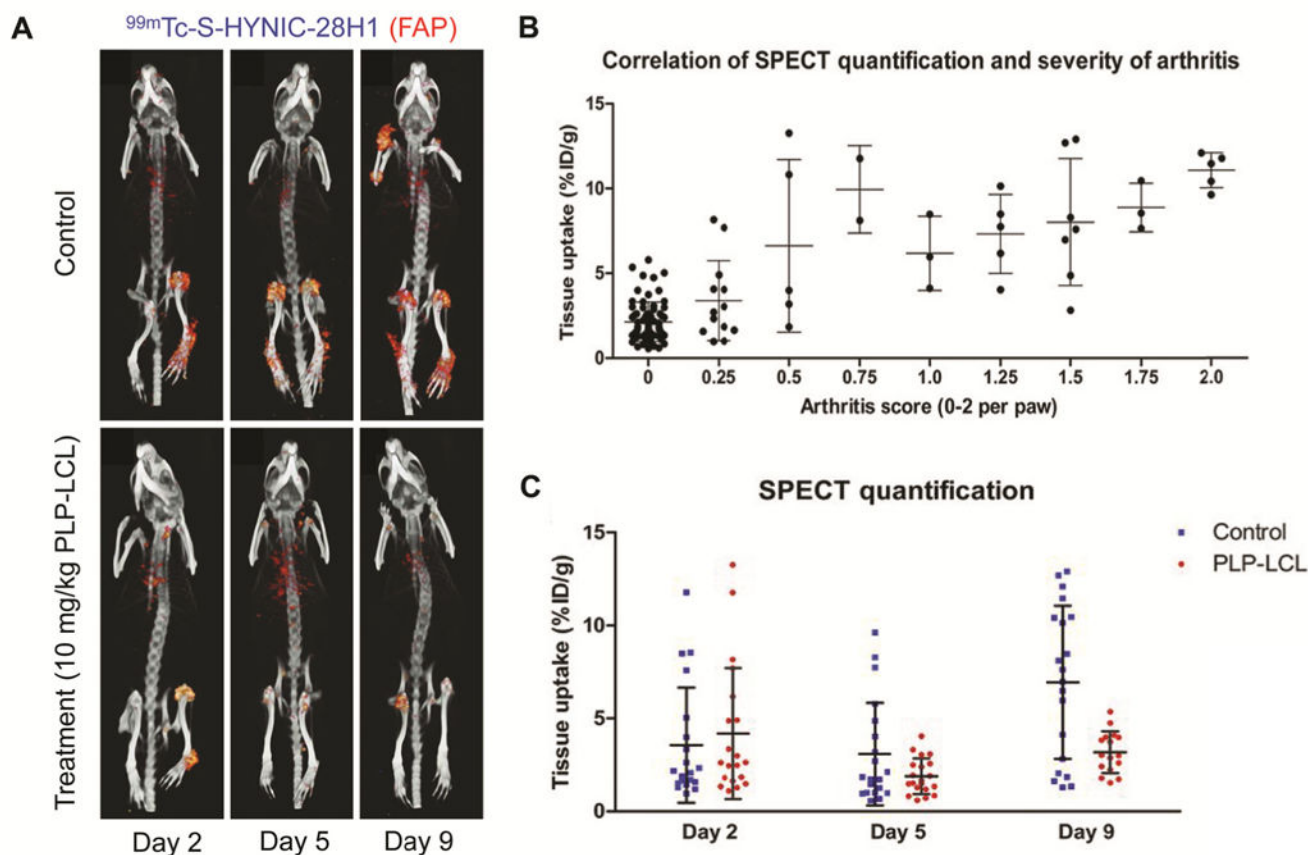 A
99mTc-S-HYNIC-28H1 (FAP)
Control
Treatment (10 mg/kg PLP-LCL)
Day 2
Day 5
Day 9
B
Correlation of SPECT quantification and severity of arthritis
Tissue uptake (%ID/g)
15
10
5
0
0
0.25
0.5
0.75
1.0
1.25
1.5
1.75
2.0
Arthritis score (0-2 per paw)
C
SPECT quantification
Control
PLP-LCL
Tissue uptake (%ID/g)
15
10
5
0
Day 2
Day 5
Day 9